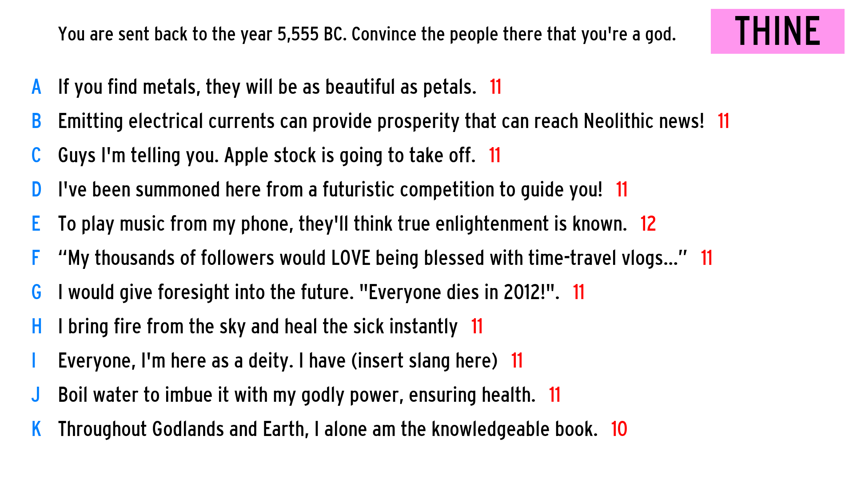 You are sent back to the year 5,555 BC. Convince the people there that you're a god.
THINE
A If you find metals, they will be as beautiful as petals. 11
B Emitting electrical currents can provide prosperity that can reach Neolithic news! 11
C Guys I'm telling you. Apple stock is going to take off. 11
D I've been summoned here from a futuristic competition to guide you! 11
E To play music from my phone, they'll think true enlightenment is known. 12
F “My thousands of followers would LOVE being blessed with time-travel vlogs...” 11
G I would give foresight into the future. "Everyone dies in 2012!". 11
H I bring fire from the sky and heal the sick instantly 11
I Everyone, I'm here as a deity. I have (insert slang here) 11
J Boil water to imbue it with my godly power, ensuring health. 11
K Throughout Godlands and Earth, I alone am the knowledgeable book. 10